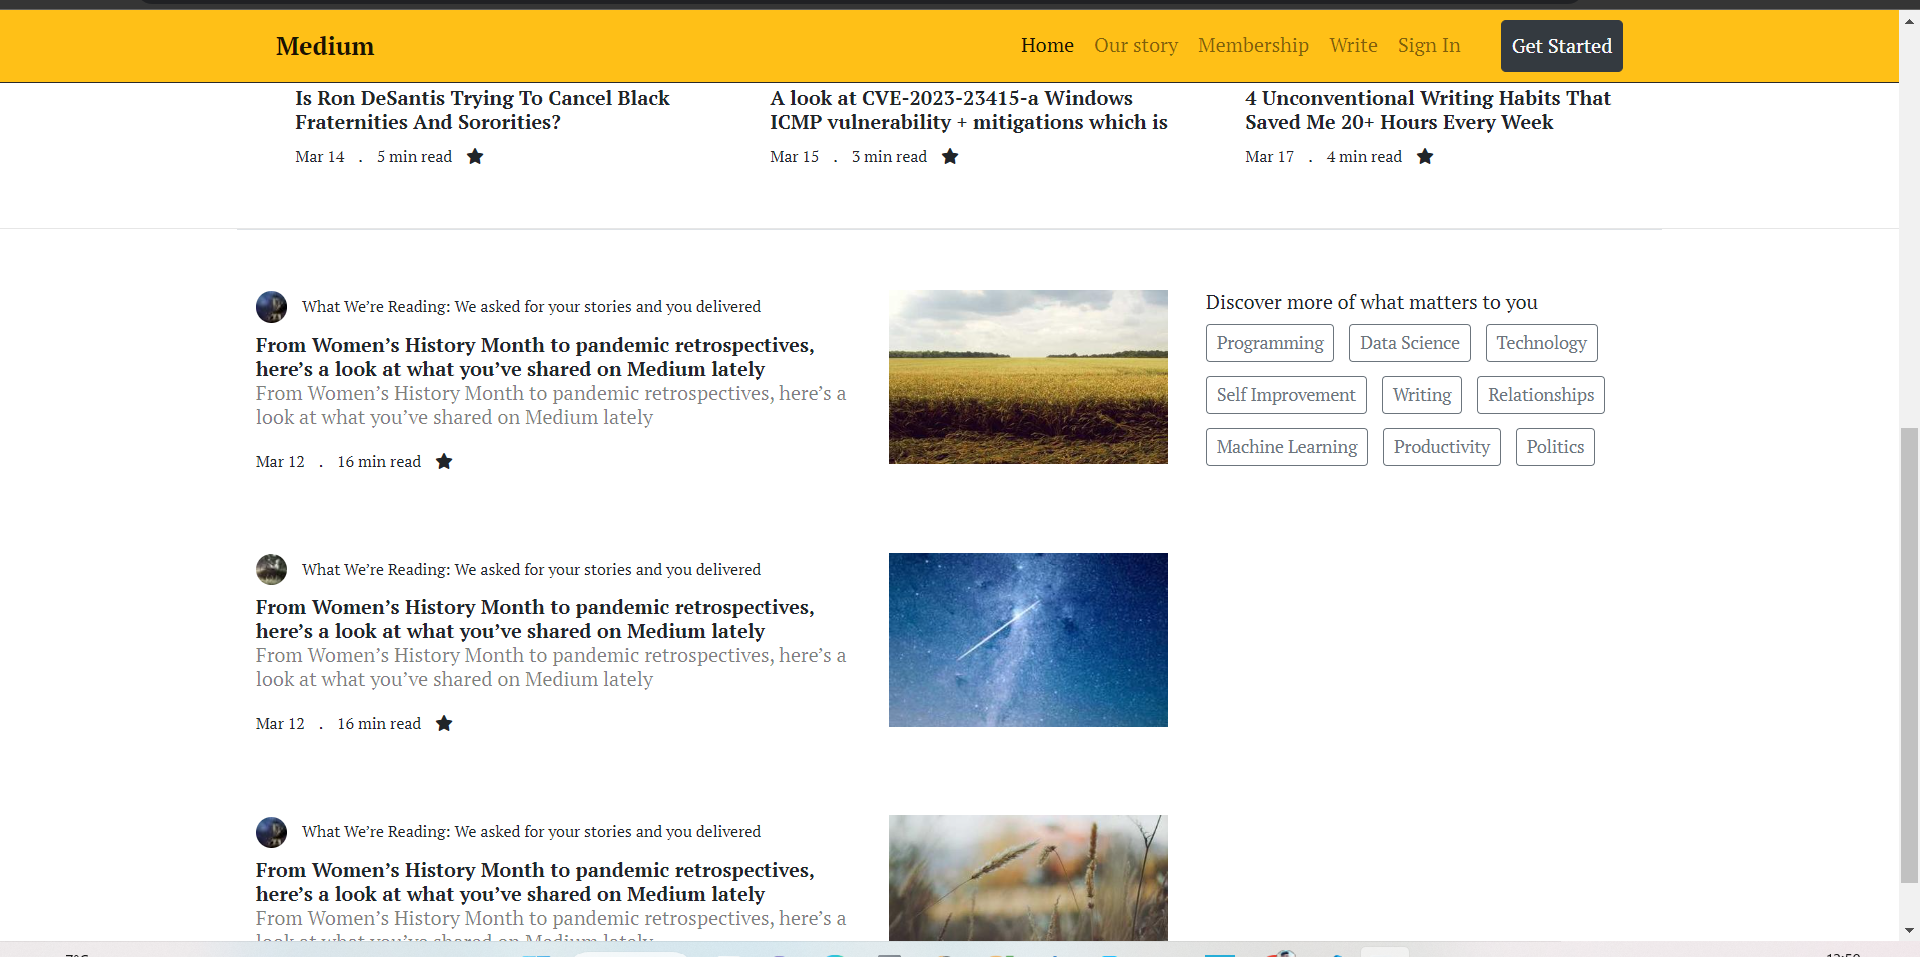 Medium
Home Our story Membership Write Sign In Get Started
Is Ron DeSantis Trying To Cancel Black
Fraternities And Sororities?
Mar 14 . 5 min read
A look at CVE-2023-23415-a Windows
ICMP vulnerability + mitigations which is
Mar 15 . 3 min read
4 Unconventional Writing Habits That
Saved Me 20+ Hours Every Week
Mar 17 . 4 min read
What We’re Reading: We asked for your stories and you delivered
From Women’s History Month to pandemic retrospectives,
here’s a look at what you’ve shared on Medium lately
From Women’s History Month to pandemic retrospectives, here’s a
look at what you’ve shared on Medium lately
Mar 12 . 16 min read
Discover more of what matters to you
Programming Data Science Technology
Self Improvement Writing Relationships
Machine Learning Productivity Politics
What We’re Reading: We asked for your stories and you delivered
From Women’s History Month to pandemic retrospectives,
here’s a look at what you’ve shared on Medium lately
From Women’s History Month to pandemic retrospectives, here’s a
look at what you’ve shared on Medium lately
Mar 12 . 16 min read
What We’re Reading: We asked for your stories and you delivered
From Women’s History Month to pandemic retrospectives,
here’s a look at what you’ve shared on Medium lately
From Women’s History Month to pandemic retrospectives, here’s a
look at what you’ve shared on Medium lately